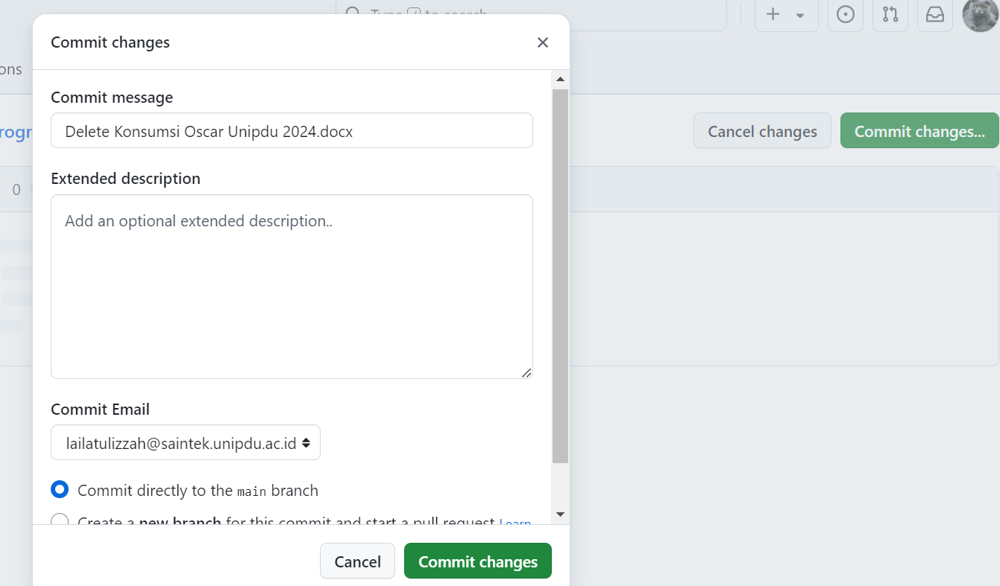 Type / to search
Commit changes
ons
Commit message
rogr
Delete Konsumsi Oscar Unipdu 2024.docx
Cancel changes
Commit changes...
Extended description
0
Add an optional extended description..
Commit Email
lailatulizzah@saintek.unipdu.ac.id
Commit directly to the main branch
Create a new branch for this commit and start a pull request Learn
Cancel
Commit changes